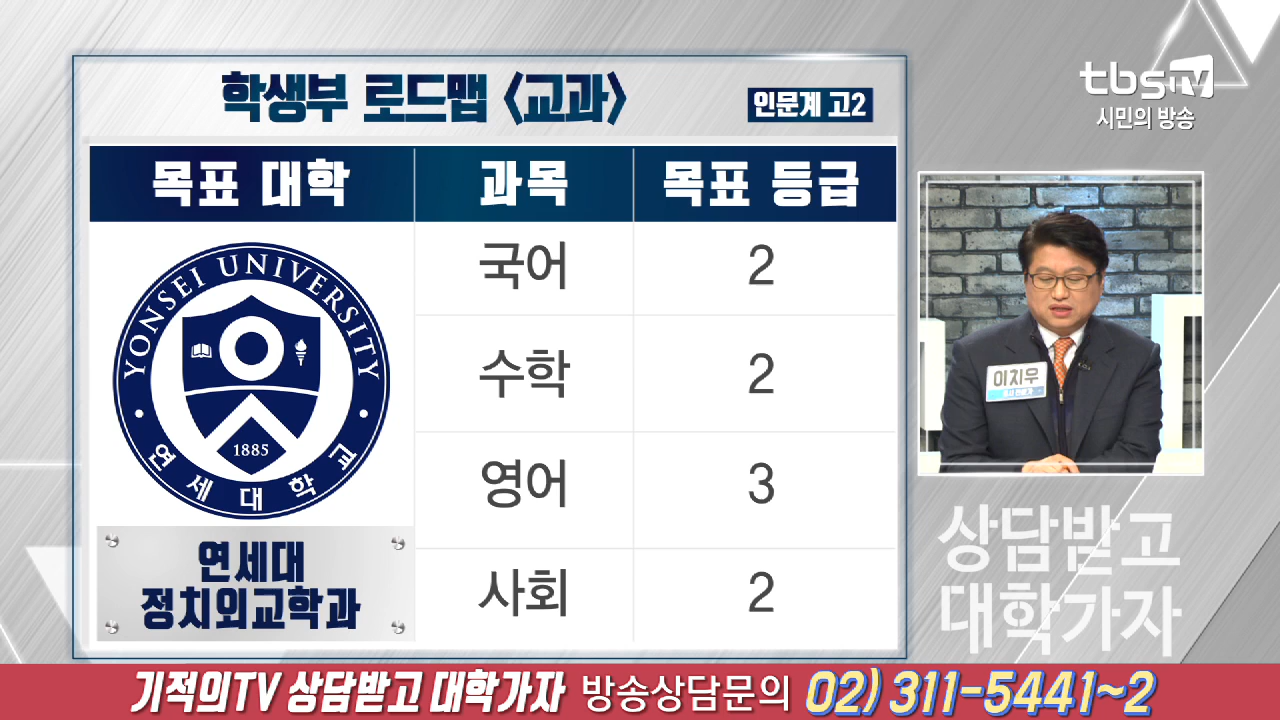 학생부 로드맵 <교과>
인문계 고2
tbs TV
시민의 방송
목표 대학 과목 목표 등급
국어 2
수학 2
영어 3
사회 2
YONSEI UNIVERSITY
1885
연세대학교
연세대
정치외교학과
이치우
상담받고
대학가자
기적의TV 상담받고 대학가자 방송상담문의 02) 311-5441~2